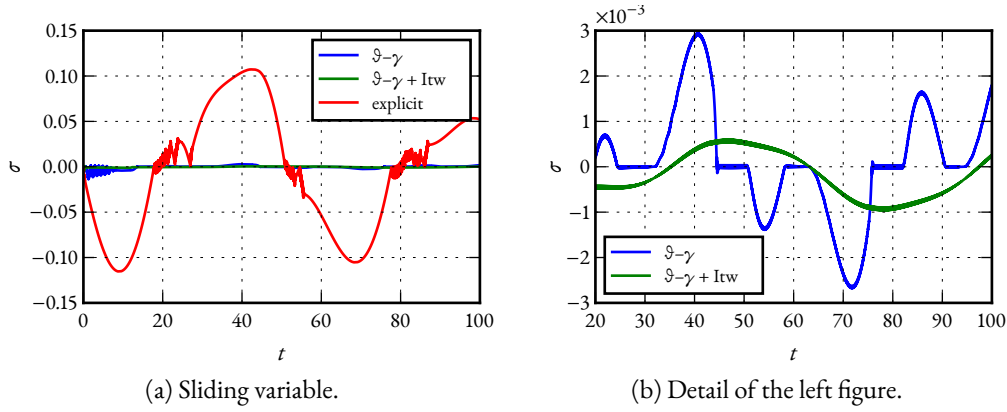 0.15
0.10
0.05
0.00
−0.05
−0.10
−0.15
σ
0 20 40 60 80 100
t
ϑ–γ
ϑ–γ + Itw
explicit
(a) Sliding variable.
×10−3
3
2
1
0
−1
−2
−3
σ
20 30 40 50 60 70 80 90 100
t
ϑ–γ
ϑ–γ + Itw
(b) Detail of the left figure.